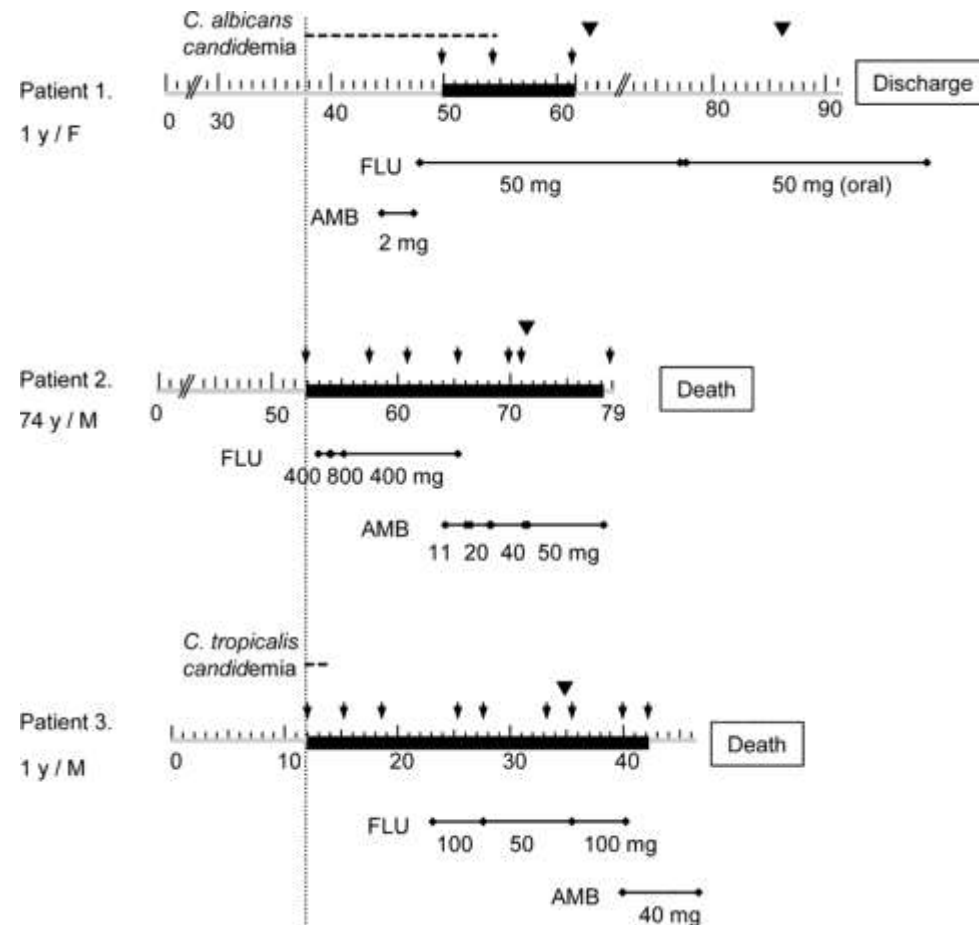 C. albicans
candidemia
Patient 1.
1 y / F
0 30 40 50 60 80 90
Discharge
FLU
50 mg 50 mg (oral)
AMB
2 mg
Patient 2.
74 y / M
0 50 60 70 79
Death
FLU
400 800 400 mg
AMB
11 20 40 50 mg
C. tropicalis
candidemia
Patient 3.
1 y / M
0 10 20 30 40
Death
FLU
100 50 100 mg
AMB
40 mg